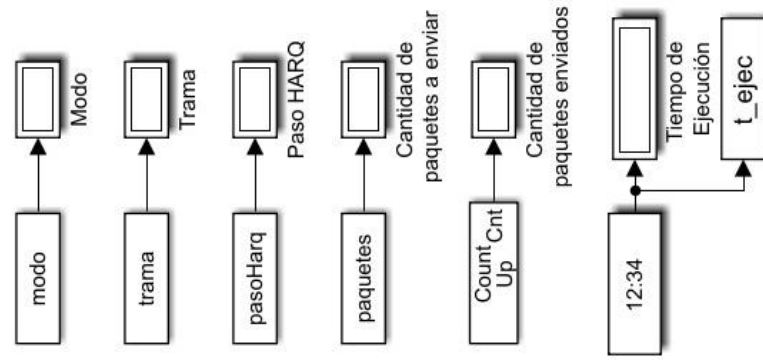 modo
Modo
trama
Trama
pasoHarq
Paso HARQ
paquetes
Cantidad de
paquetes a enviar
Count
Up
Cnt
Cantidad de
paquetes enviados
12:34
Tiempo de
Ejecución
t_ejec